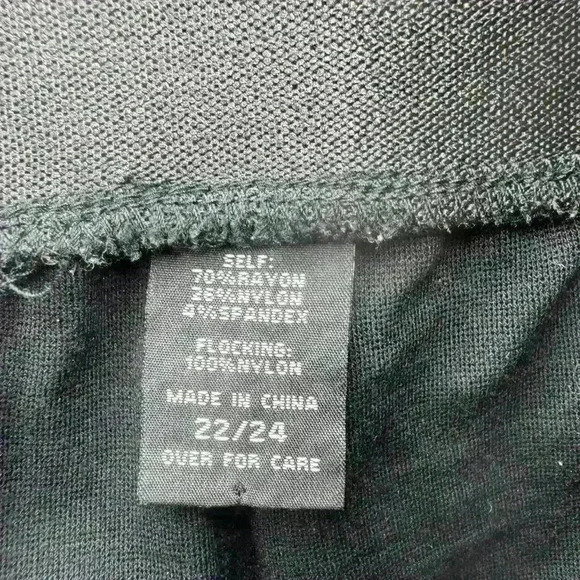 SELF:
70%RAYON
26%NYLON
4%SPANDEX
FLOCKING:
100%NYLON
MADE IN CHINA
22/24
OVER FOR CARE